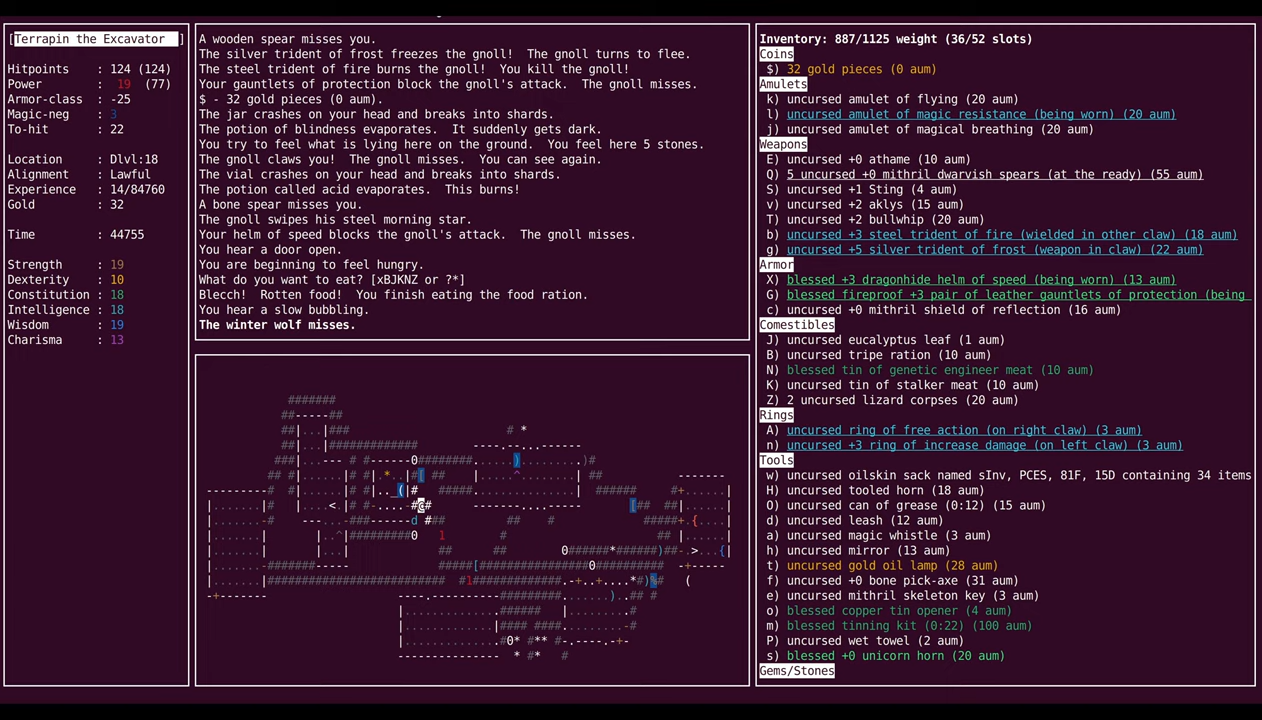 [Terrapin the Excavator ]
Hitpoints : 124 (124)
Power : 19 (77)
Armor-class : -25
Magic-neg : 3
To-hit : 22
Location : Dlvl:18
Alignment : Lawful
Experience : 14/84760
Gold : 32
Time : 44755
Strength : 19
Dexterity : 10
Constitution : 18
Intelligence : 18
Wisdom : 19
Charisma : 13
A wooden spear misses you.
The silver trident of frost freezes the gnoll! The gnoll turns to flee.
The steel trident of fire burns the gnoll! You kill the gnoll!
Your gauntlets of protection block the gnoll's attack. The gnoll misses.
$ - 32 gold pieces (0 aum).
The jar crashes on your head and breaks into shards.
The potion of blindness evaporates. It suddenly gets dark.
You try to feel what is lying here on the ground. You feel here 5 stones.
The gnoll claws you! The gnoll misses. You can see again.
The vial crashes on your head and breaks into shards.
The potion called acid evaporates. This burns!
A bone spear misses you.
The gnoll swipes his steel morning star.
Your helm of speed blocks the gnoll's attack. The gnoll misses.
You hear a door open.
You are beginning to feel hungry.
What do you want to eat? [xBJKNZ or ?*]
Blecch! Rotten food! You finish eating the food ration.
You hear a slow bubbling.
The winter wolf misses.
Inventory: 887/1125 weight (36/52 slots)
Coins
$) 32 gold pieces (0 aum)
Amulets
k) uncursed amulet of flying (20 aum)
l) uncursed amulet of magic resistance (being worn) (20 aum)
j) uncursed amulet of magical breathing (20 aum)
Weapons
E) uncursed +0 athame (10 aum)
Q) 5 uncursed +0 mithril dwarvish spears (at the ready) (55 aum)
S) uncursed +1 Sting (4 aum)
v) uncursed +2 aklys (15 aum)
T) uncursed +2 bullwhip (20 aum)
b) uncursed +3 steel trident of fire (wielded in other claw) (18 aum)
g) uncursed +5 silver trident of frost (weapon in claw) (22 aum)
Armor
X) blessed +3 dragonhide helm of speed (being worn) (13 aum)
G) blessed fireproof +3 pair of leather gauntlets of protection (being
c) uncursed +0 mithril shield of reflection (16 aum)
Comestibles
J) uncursed eucalyptus leaf (1 aum)
B) uncursed tripe ration (10 aum)
N) blessed tin of genetic engineer meat (10 aum)
K) uncursed tin of stalker meat (10 aum)
Z) 2 uncursed lizard corpses (20 aum)
Rings
A) uncursed ring of free action (on right claw) (3 aum)
n) uncursed +3 ring of increase damage (on left claw) (3 aum)
Tools
w) uncursed oilskin sack named sInv, PCES, 81F, 15D containing 34 items
H) uncursed tooled horn (18 aum)
O) uncursed can of grease (0:12) (15 aum)
d) uncursed leash (12 aum)
a) uncursed magic whistle (3 aum)
h) uncursed mirror (13 aum)
t) uncursed gold oil lamp (28 aum)
f) uncursed +0 bone pick-axe (31 aum)
e) uncursed mithril skeleton key (3 aum)
o) blessed copper tin opener (4 aum)
m) blessed tinning kit (0:22) (100 aum)
P) uncursed wet towel (2 aum)
s) blessed +0 unicorn horn (20 aum)
Gems/Stones